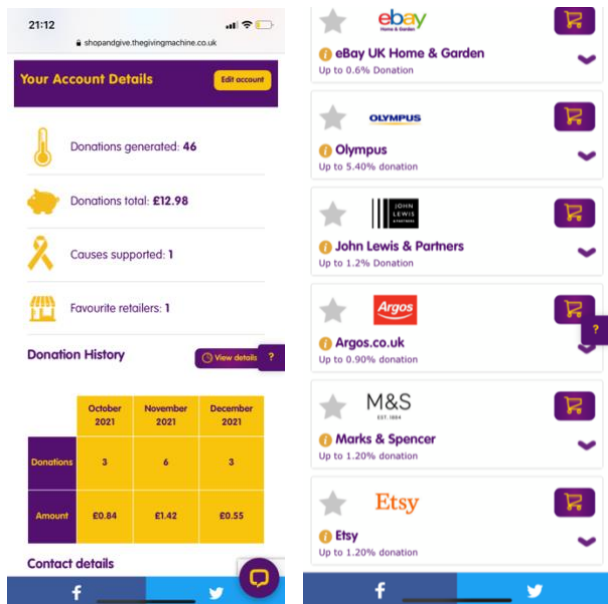 21:12
shopandgive.thegivingmachine.co.uk
Your Account Details
Edit account
Donations generated: 46
Donations total: £12.98
Causes supported: 1
Favourite retailers: 1
Donation History
View details
?
October 2021 November 2021 December 2021
Donations 3 6 3
Amount £0.84 £1.42 £0.55
Contact details
f
ebay
Home & Garden
i eBay UK Home & Garden
Up to 0.6% Donation
OLYMPUS
i Olympus
Up to 5.40% donation
JOHN
LEWIS
& PARTNERS
i John Lewis & Partners
Up to 1.2% Donation
Argos
?
i Argos.co.uk
Up to 0.90% donation
M&S
EST. 1884
i Marks & Spencer
Up to 1.20% donation
Etsy
i Etsy
Up to 1.20% donation
f